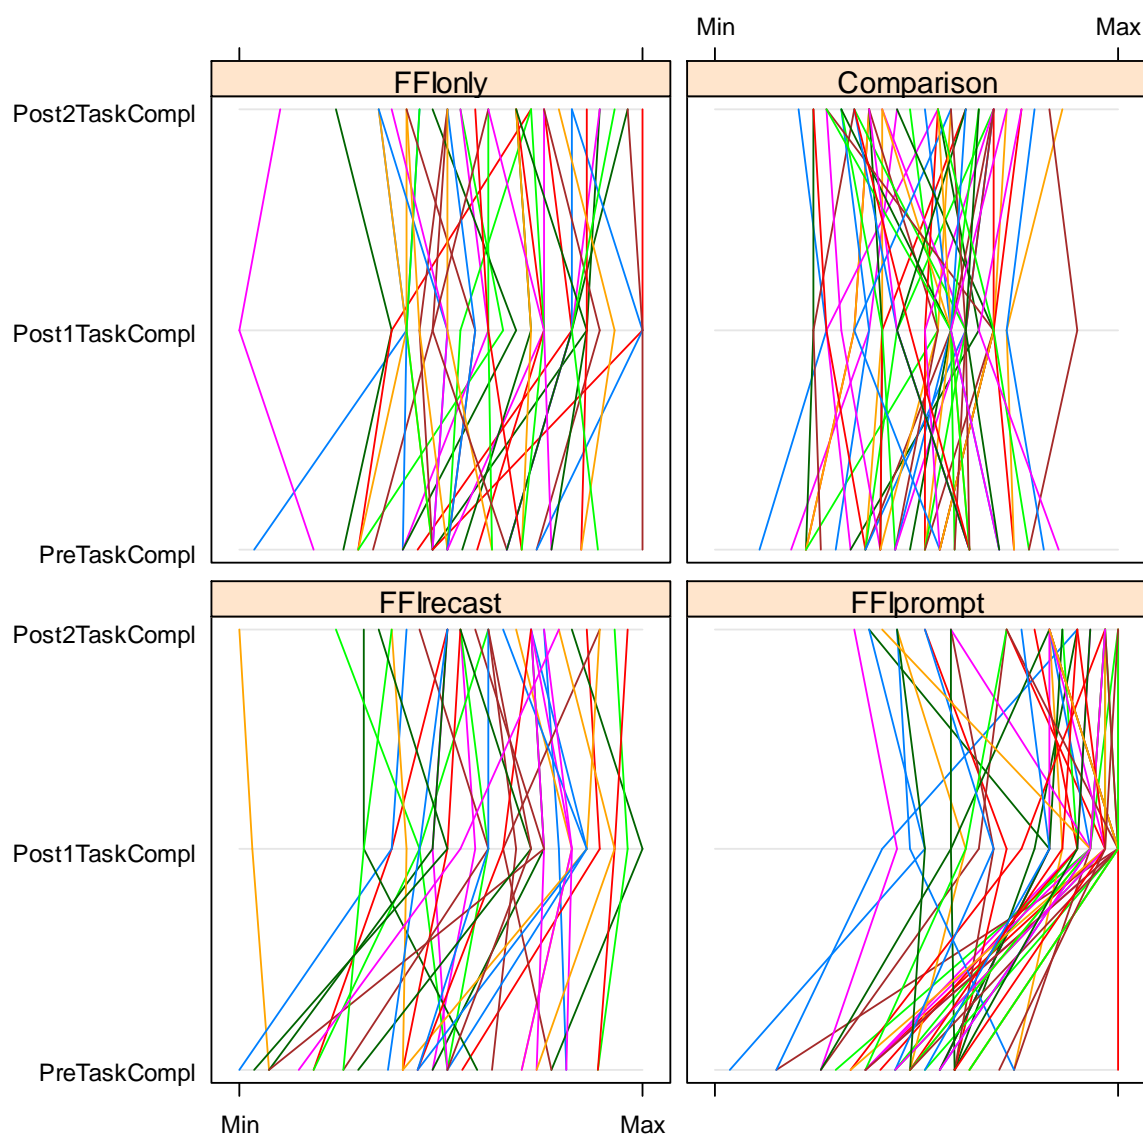 Min Max
FFIonly Comparison
Post2TaskCompl
Post1TaskCompl
PreTaskCompl
FFIrecast FFIprompt
Post2TaskCompl
Post1TaskCompl
PreTaskCompl
Min Max